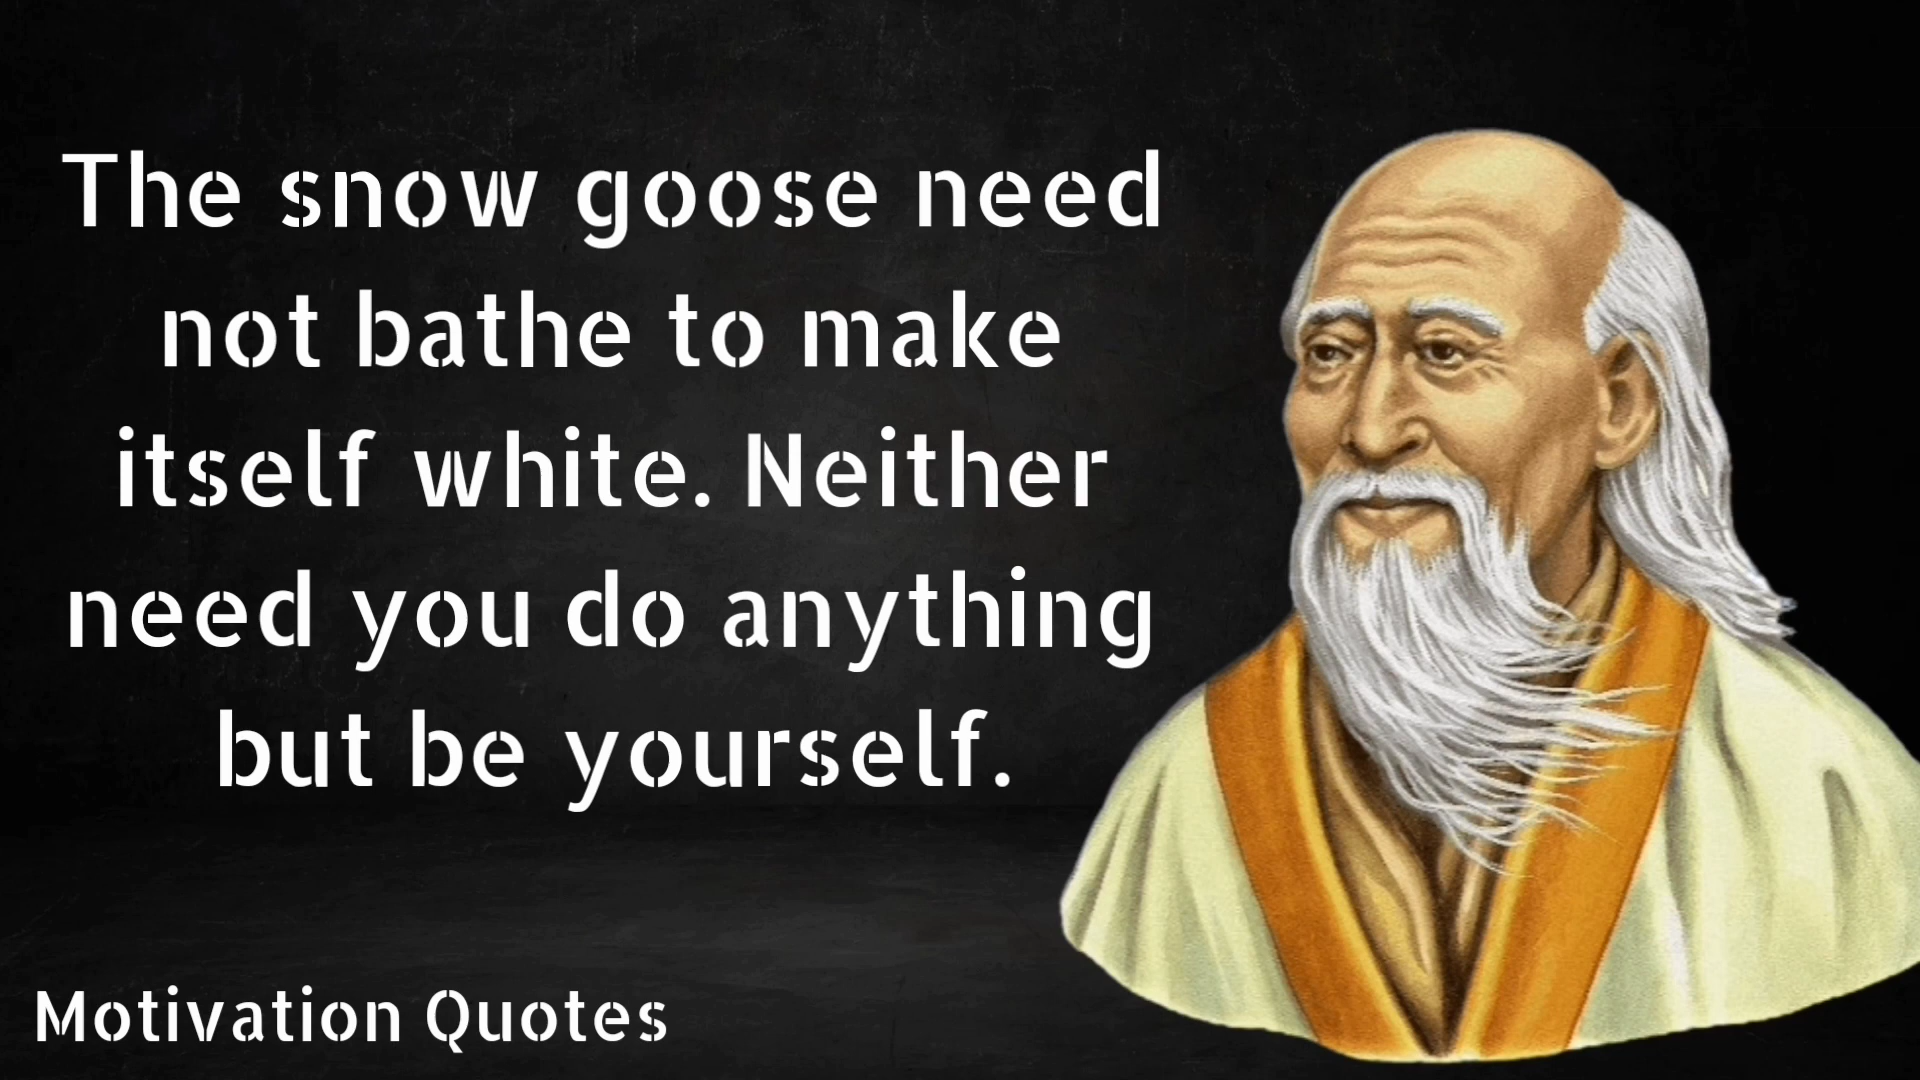 The snow goose need
not bathe to make
itself white. Neither
need you do anything
but be yourself.
Motivation Quotes